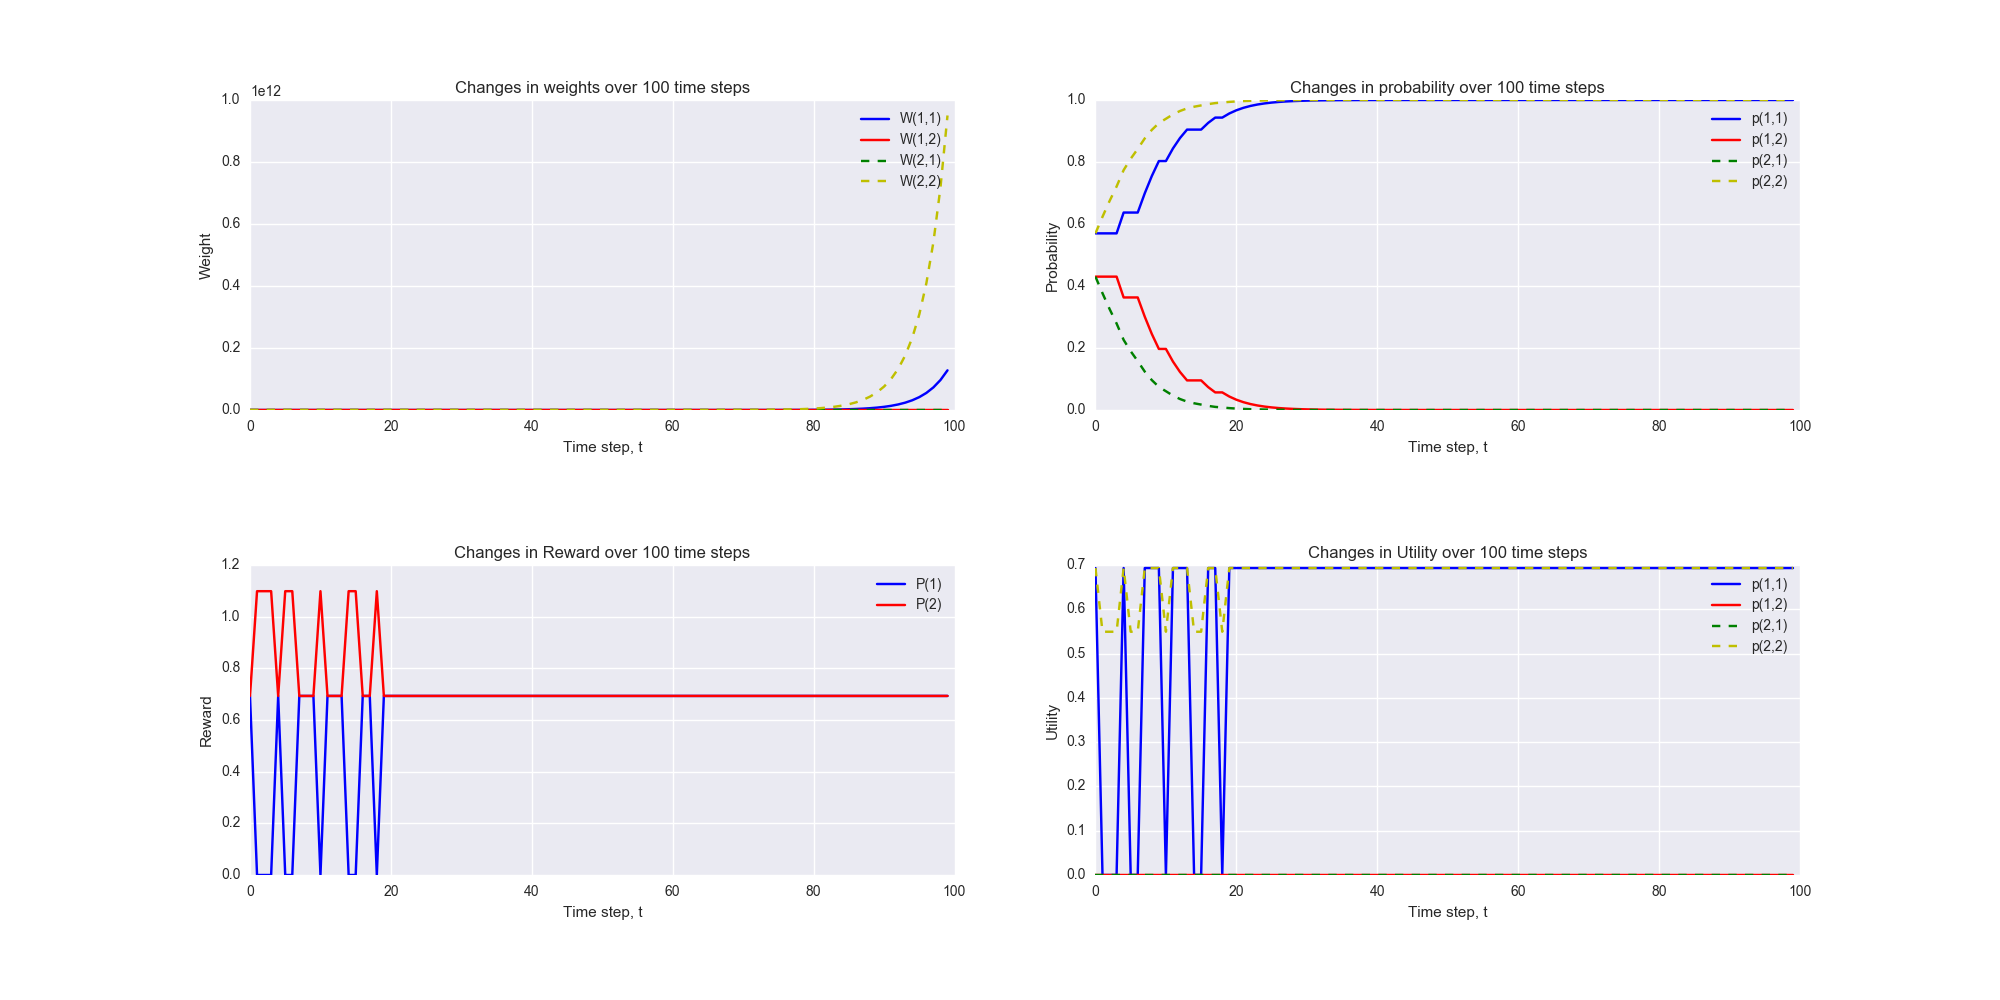 Changes in weights over 100 time steps
1e12
1.0
0.8
0.6
0.4
0.2
0.0
Weight
W(1,1)
W(1,2)
W(2,1)
W(2,2)
0 20 40 60 80 100
Time step, t
Changes in probability over 100 time steps
1.0
0.8
0.6
0.4
0.2
0.0
Probability
p(1,1)
p(1,2)
p(2,1)
p(2,2)
0 20 40 60 80 100
Time step, t
Changes in Reward over 100 time steps
1.2
1.0
0.8
0.6
0.4
0.2
0.0
Reward
P(1)
P(2)
0 20 40 60 80 100
Time step, t
Changes in Utility over 100 time steps
0.7
0.6
0.5
0.4
0.3
0.2
0.1
0.0
Utility
p(1,1)
p(1,2)
p(2,1)
p(2,2)
0 20 40 60 80 100
Time step, t